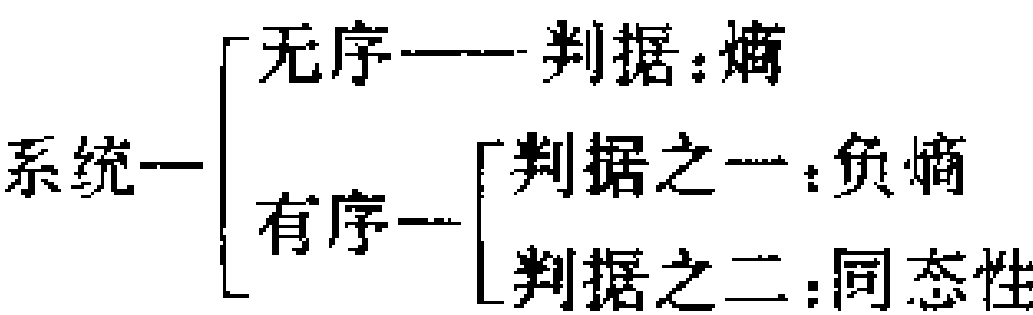 无序——判据:熵
系统—
判据之一:负熵
有序—
判据之二:同态性